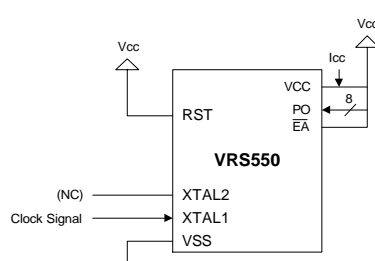 Vcc
Vcc
Icc
VCC
8
RST
PO
EA
VRS550
(NC)
XTAL2
Clock Signal
XTAL1
VSS